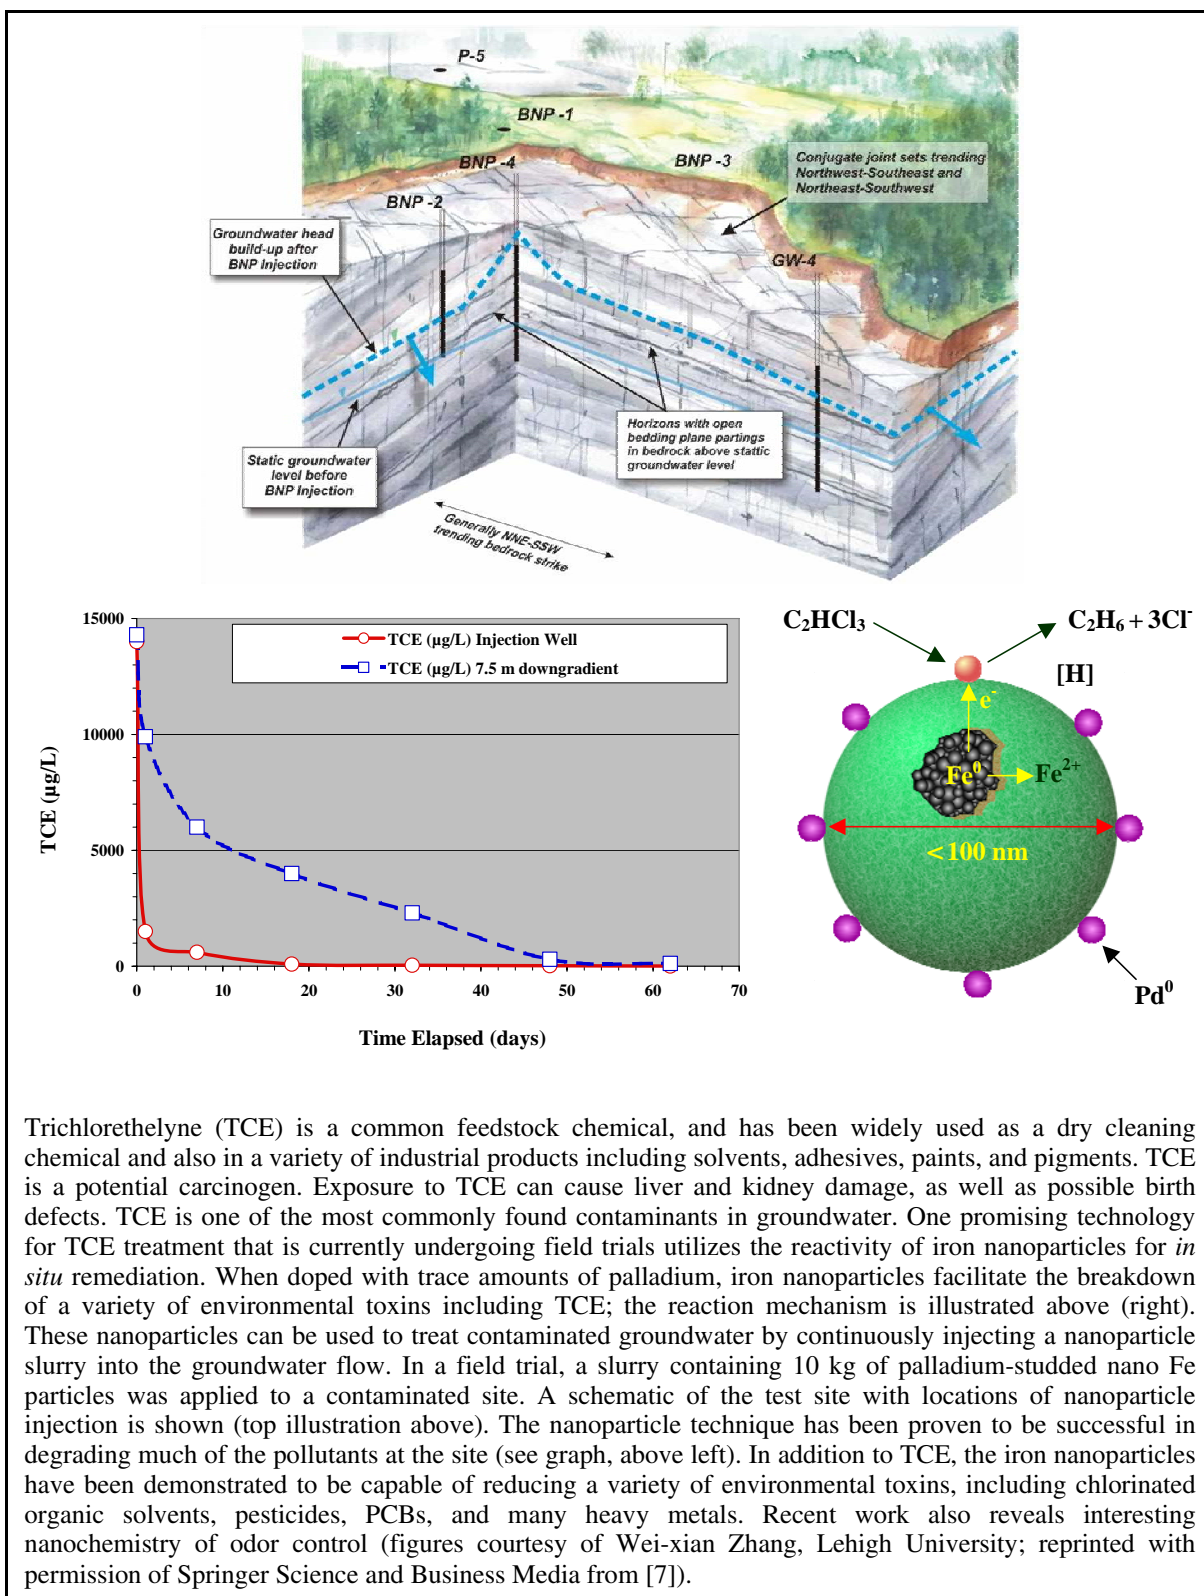 P-5
BNP -1
BNP -4
BNP -3
Conjugate joint sets trending
Northwest-Southeast and
Northeast-Southwest
BNP -2
Groundwater head
build-up after
BNP Injection
GW-4
Horizons with open
bedding plane partings
in bedrock above stattic
groundwater level
Static groundwater
level before
BNP Injection
Generally NNE-SSW
trending bedrock strike
15000
10000
5000
0
TCE (µg/L)
TCE (µg/L) Injection Well
TCE (µg/L) 7.5 m downgradient
0 10 20 30 40 50 60 70
Time Elapsed (days)
C₂HCl₃
C₂H₆ + 3Cl⁻
[H]
e⁻
Fe⁰
Fe²⁺
< 100 nm
Pd⁰
Trichlorethelyne (TCE) is a common feedstock chemical, and has been widely used as a dry cleaning
chemical and also in a variety of industrial products including solvents, adhesives, paints, and pigments. TCE
is a potential carcinogen. Exposure to TCE can cause liver and kidney damage, as well as possible birth
defects. TCE is one of the most commonly found contaminants in groundwater. One promising technology
for TCE treatment that is currently undergoing field trials utilizes the reactivity of iron nanoparticles for in
situ remediation. When doped with trace amounts of palladium, iron nanoparticles facilitate the breakdown
of a variety of environmental toxins including TCE; the reaction mechanism is illustrated above (right).
These nanoparticles can be used to treat contaminated groundwater by continuously injecting a nanoparticle
slurry into the groundwater flow. In a field trial, a slurry containing 10 kg of palladium-studded nano Fe
particles was applied to a contaminated site. A schematic of the test site with locations of nanoparticle
injection is shown (top illustration above). The nanoparticle technique has been proven to be successful in
degrading much of the pollutants at the site (see graph, above left). In addition to TCE, the iron nanoparticles
have been demonstrated to be capable of reducing a variety of environmental toxins, including chlorinated
organic solvents, pesticides, PCBs, and many heavy metals. Recent work also reveals interesting
nanochemistry of odor control (figures courtesy of Wei-xian Zhang, Lehigh University; reprinted with
permission of Springer Science and Business Media from [7]).